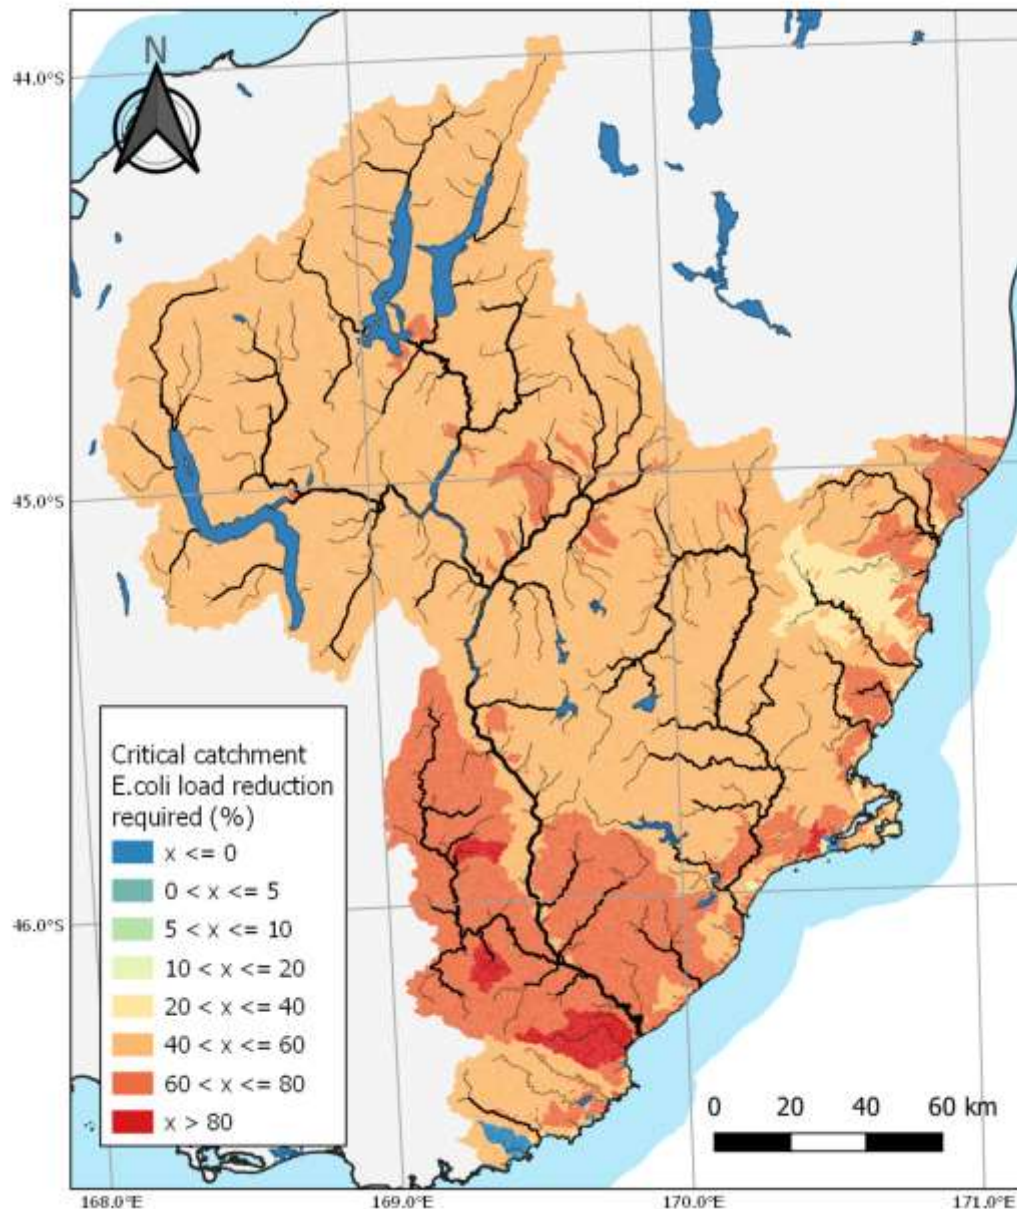 N
44.0°S
45.0°S
46.0°S
Critical catchment
E.coli load reduction
required (%)
x <= 0
0 < x <= 5
5 < x <= 10
10 < x <= 20
20 < x <= 40
40 < x <= 60
60 < x <= 80
x > 80
0 20 40 60 km
168.0°E 169.0°E 170.0°E 171.0°E